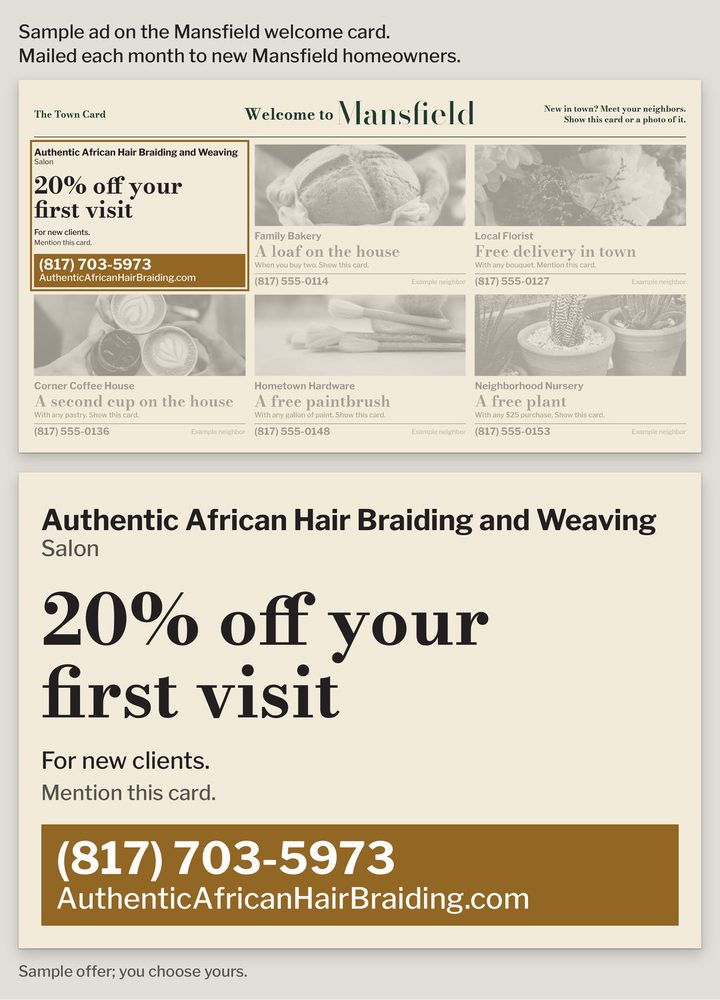 Sample ad on the Mansfield welcome card.
Mailed each month to new Mansfield homeowners.
The Town Card
Welcome to Mansfield
New in town? Meet your neighbors.
Show this card or a photo of it.
Authentic African Hair Braiding and Weaving
Salon
20% off your
first visit
For new clients.
Mention this card.
(817) 703-5973
AuthenticAfricanHairBraiding.com
Family Bakery
A loaf on the house
When you buy two. Show this card.
(817) 555-0114
Example neighbor
Local Florist
Free delivery in town
With any bouquet. Mention this card.
(817) 555-0127
Example neighbor
Corner Coffee House
A second cup on the house
With any pastry. Show this card.
(817) 555-0136
Example neighbor
Hometown Hardware
A free paintbrush
With any gallon of paint. Show this card.
(817) 555-0148
Example neighbor
Neighborhood Nursery
A free plant
With any $25 purchase. Show this card.
(817) 555-0153
Example neighbor
Authentic African Hair Braiding and Weaving
Salon
20% off your
first visit
For new clients.
Mention this card.
(817) 703-5973
AuthenticAfricanHairBraiding.com
Sample offer; you choose yours.